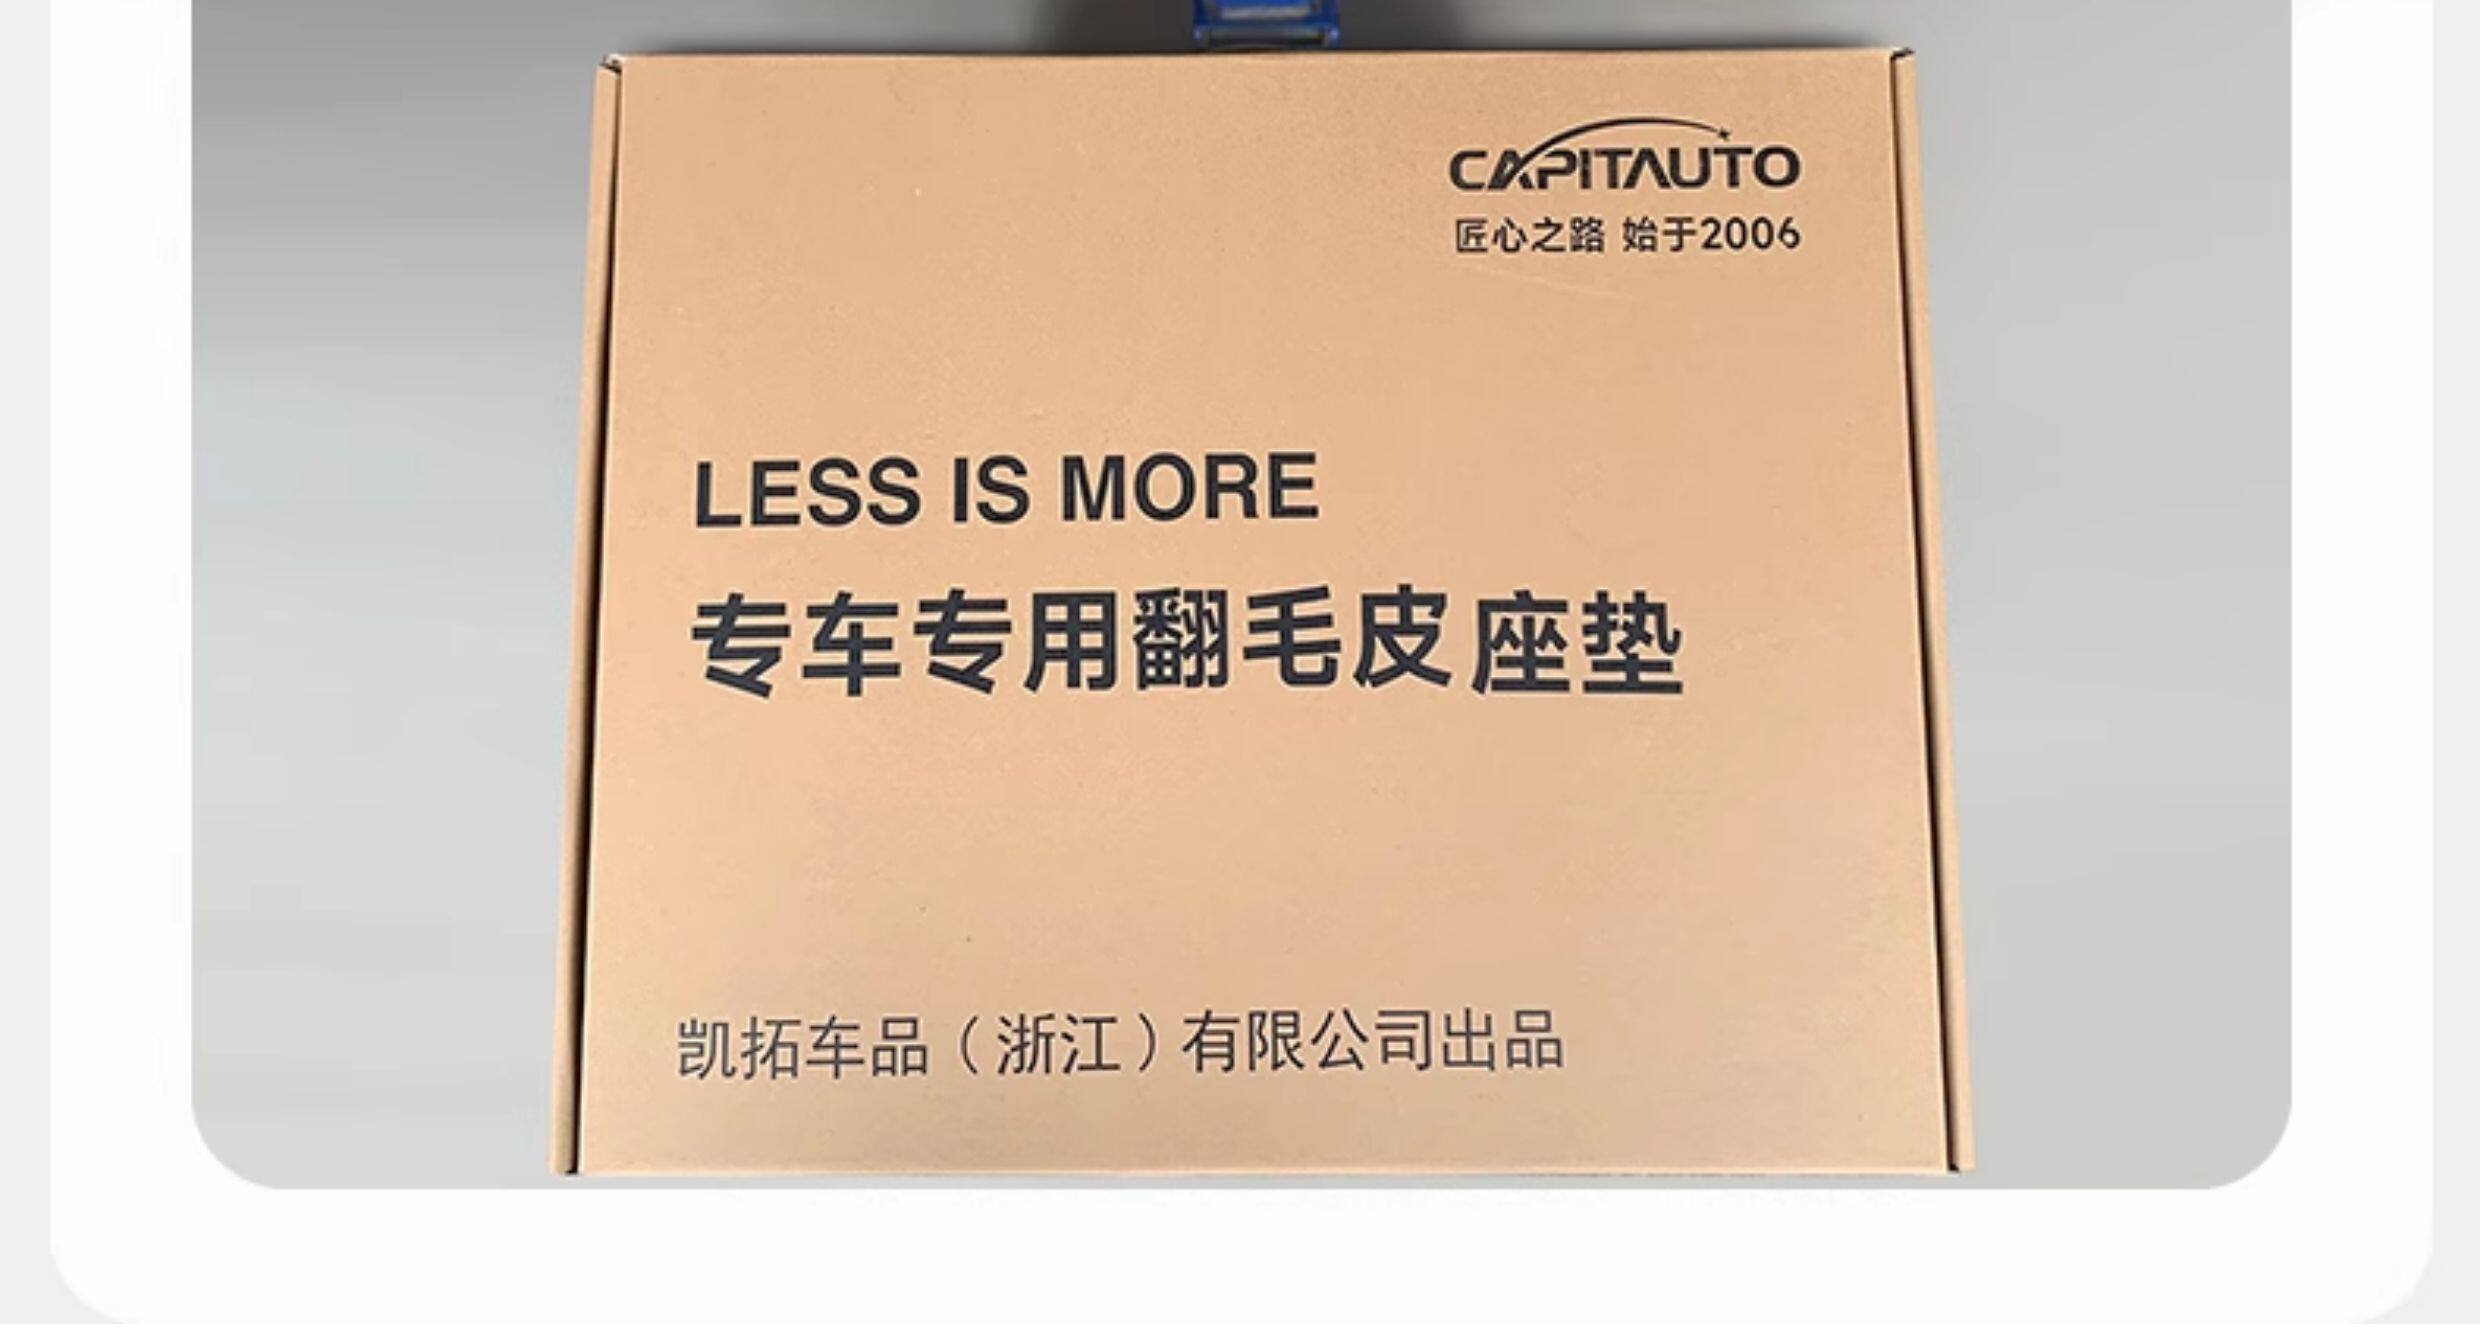 CAPITAUTO
匠心之路 始于2006
LESS IS MORE
专车专用翻毛皮座垫
凯拓车品（浙江）有限公司出品